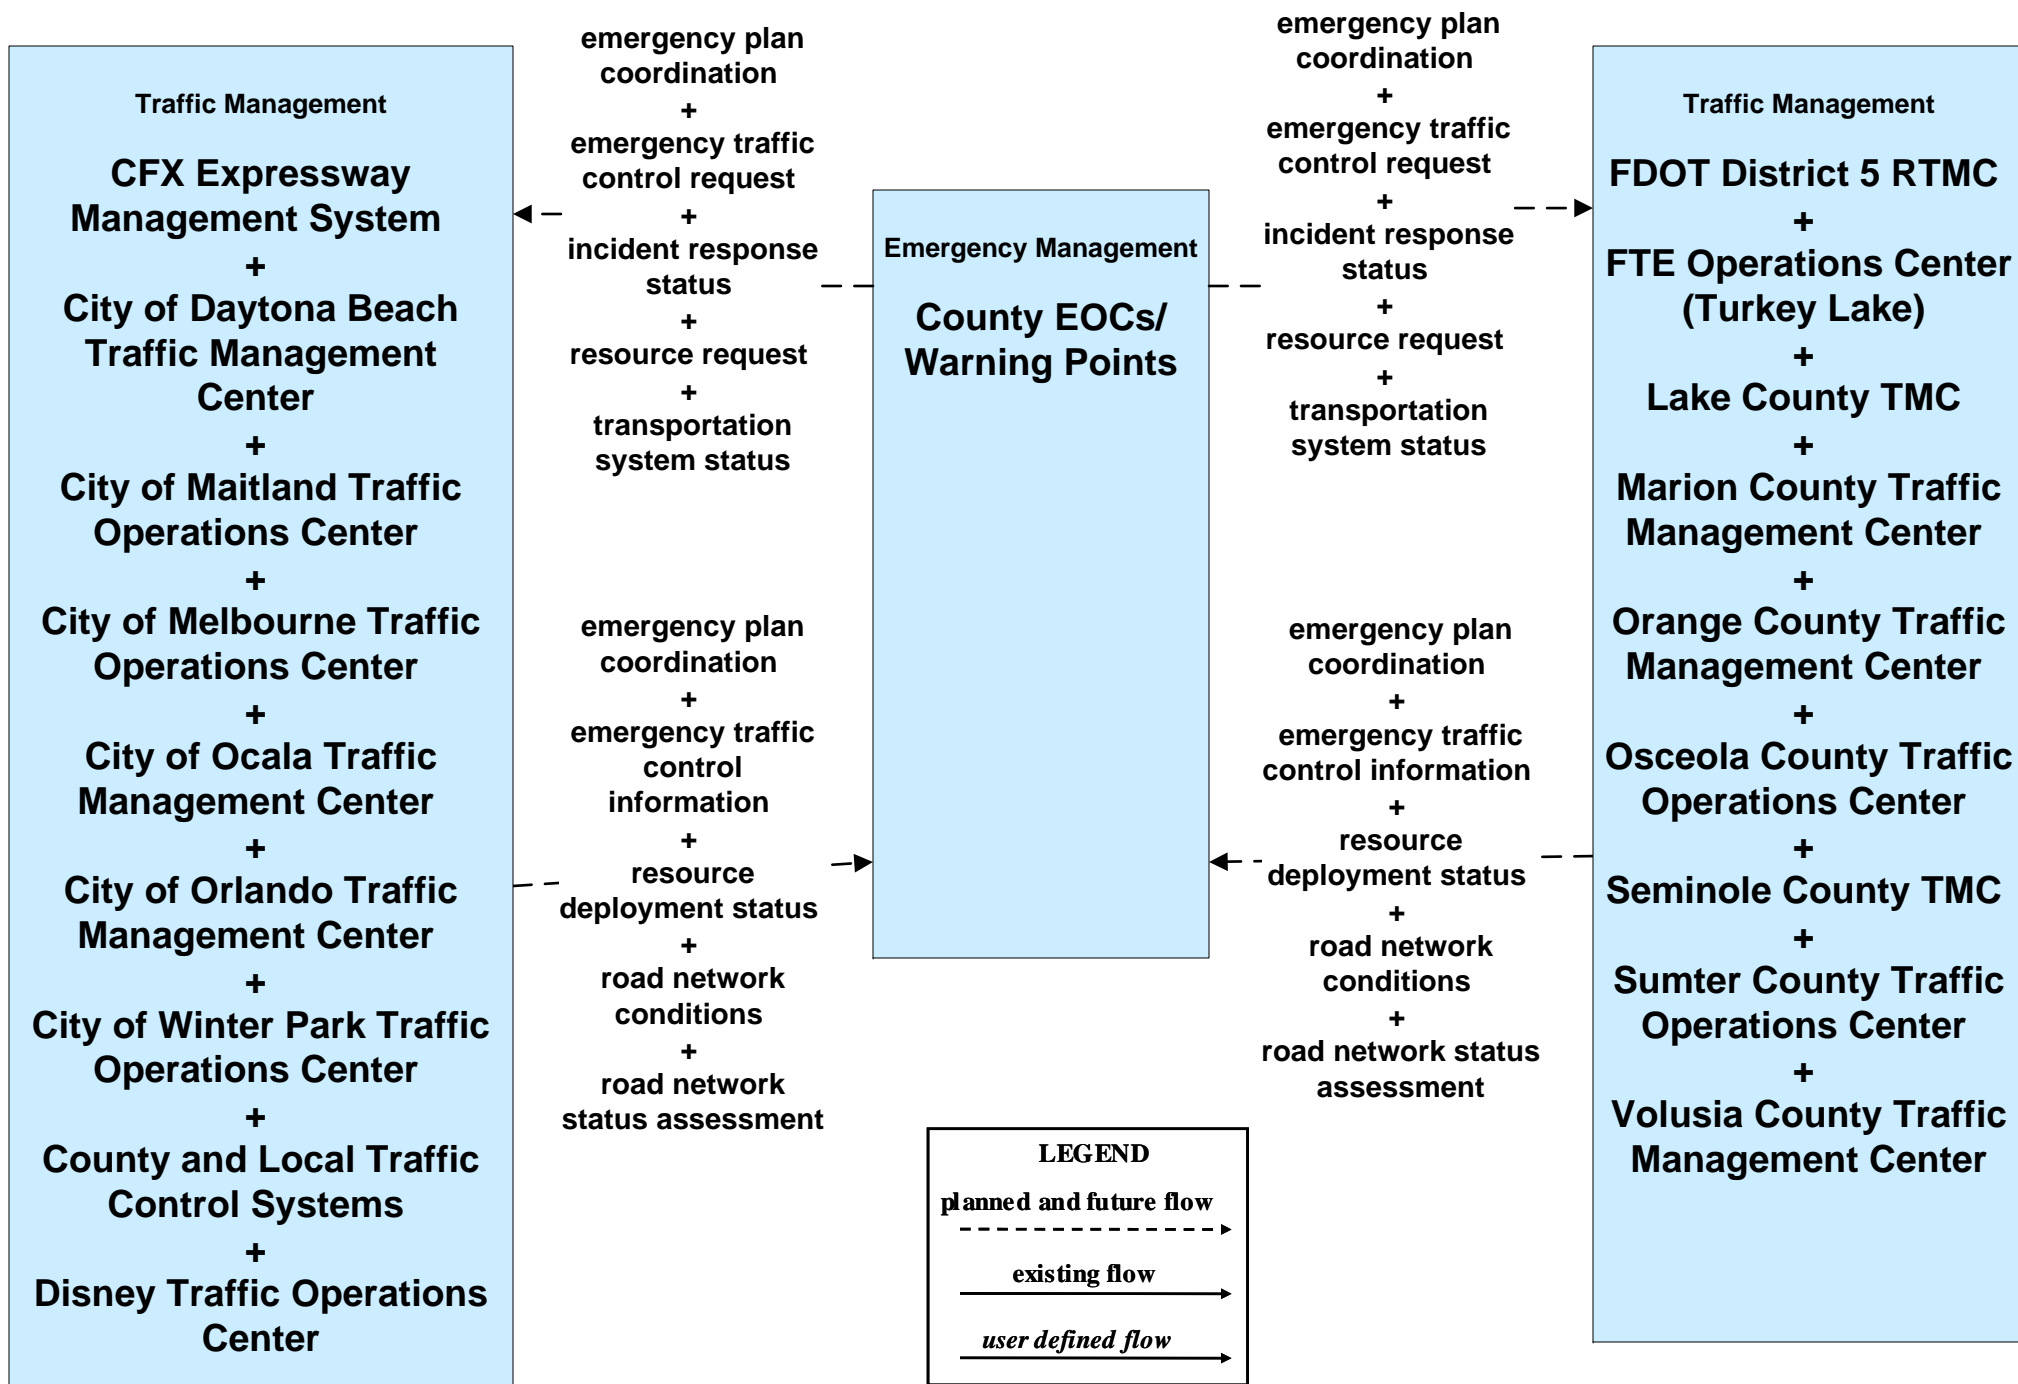 Traffic Management
CFX Expressway
Management System
+
City of Daytona Beach
Traffic Management
Center
+
City of Maitland Traffic
Operations Center
+
City of Melbourne Traffic
Operations Center
+
City of Ocala Traffic
Management Center
+
City of Orlando Traffic
Management Center
+
City of Winter Park Traffic
Operations Center
+
County and Local Traffic
Control Systems
+
Disney Traffic Operations
Center
emergency plan
coordination
+
emergency traffic
control request
+
incident response
status
+
resource request
+
transportation
system status
emergency plan
coordination
+
emergency traffic
control
information
+
resource
deployment status
+
road network
conditions
+
road network
status assessment
Emergency Management
County EOCs/
Warning Points
emergency plan
coordination
+
emergency traffic
control request
+
incident response
status
+
resource request
+
transportation
system status
emergency plan
coordination
+
emergency traffic
control information
+
resource
deployment status
+
road network
conditions
+
road network status
assessment
Traffic Management
FDOT District 5 RTMC
+
FTE Operations Center
(Turkey Lake)
+
Lake County TMC
+
Marion County Traffic
Management Center
+
Orange County Traffic
Management Center
+
Osceola County Traffic
Operations Center
+
Seminole County TMC
+
Sumter County Traffic
Operations Center
+
Volusia County Traffic
Management Center
LEGEND
planned and future flow
existing flow
user defined flow